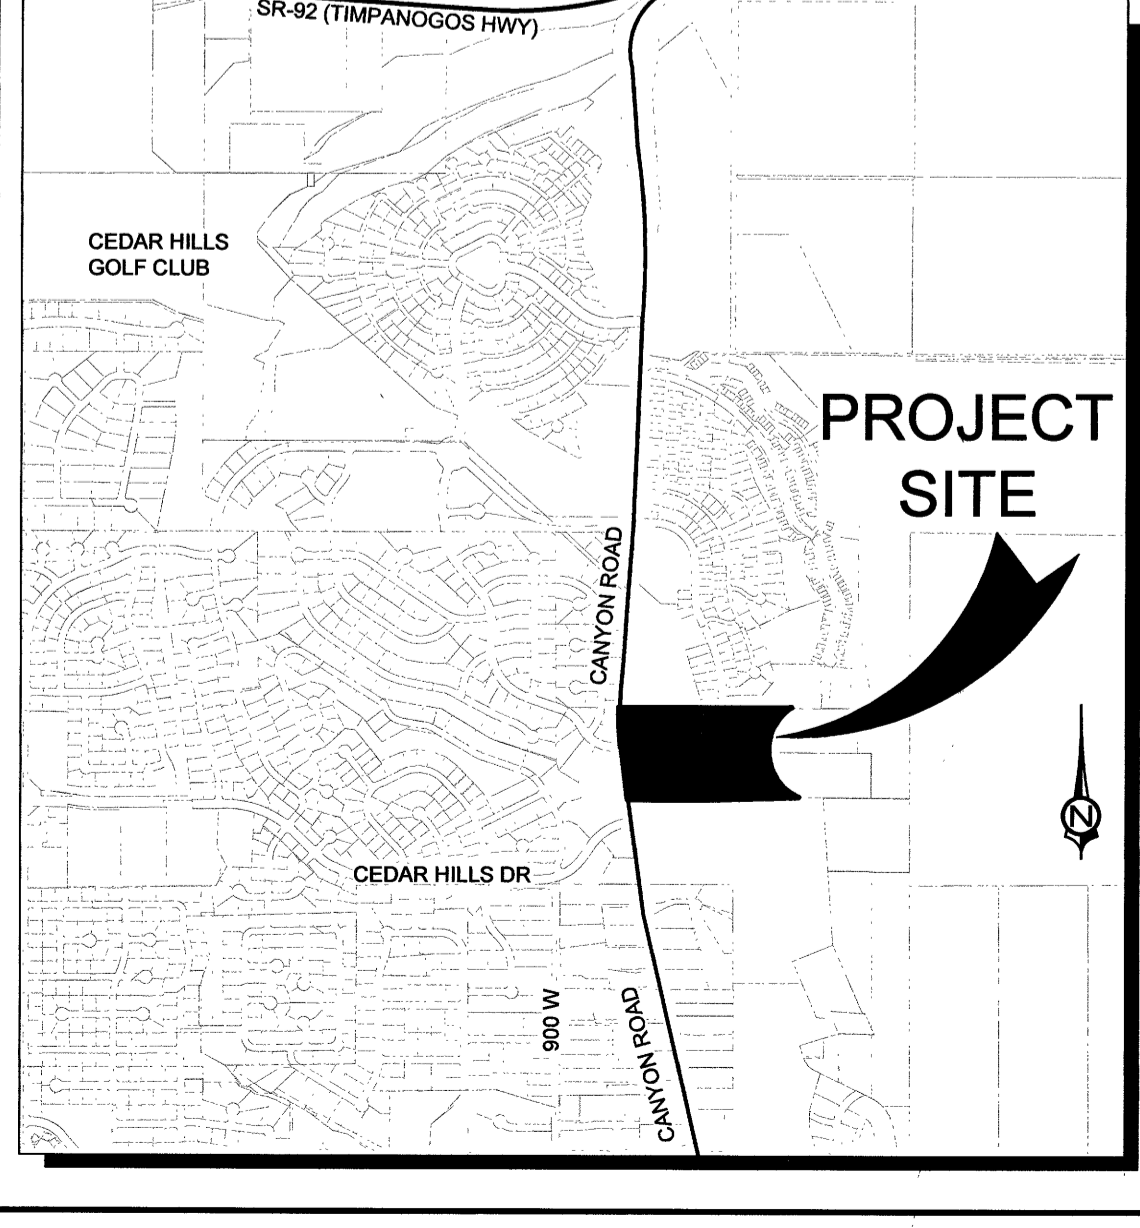 SR-92 (TIMPANOGOS HWY)
CEDAR HILLS
GOLF CLUB
PROJECT
SITE
CANYON ROAD
N
CEDAR HILLS DR
900 W
CANYON ROAD